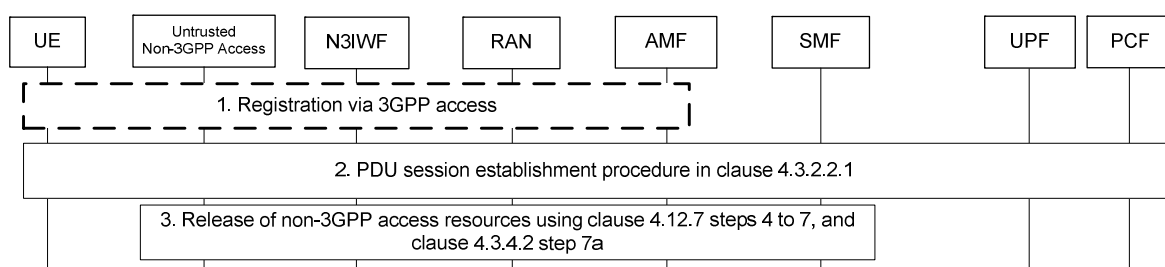 UE
Untrusted
Non-3GPP Access
N3IWF
RAN
AMF
SMF
UPF
PCF
1. Registration via 3GPP access
2. PDU session establishment procedure in clause 4.3.2.2.1
3. Release of non-3GPP access resources using clause 4.12.7 steps 4 to 7, and
clause 4.3.4.2 step 7a